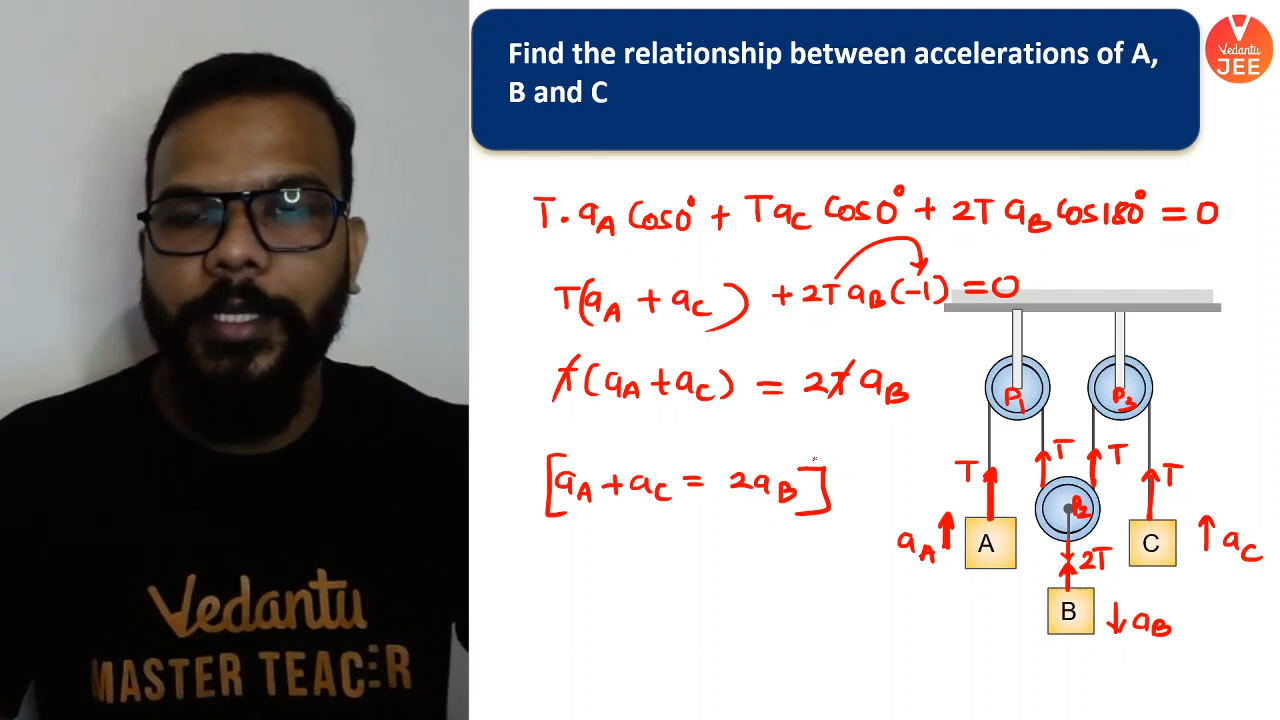 Find the relationship between accelerations of A,
B and C
Vedantu
JEE
T · a_A Cos0° + T a_C Cos0° + 2T a_B Cos180° = 0
T(a_A + a_C) + 2T a_B (-1) = 0
T(a_A + a_C) = 2T a_B
[a_A + a_C = 2a_B]
P1
P3
T
T
T
T
P2
a_A
A
C
a_C
2T
B
a_B
Vedantu
MASTER TEACER